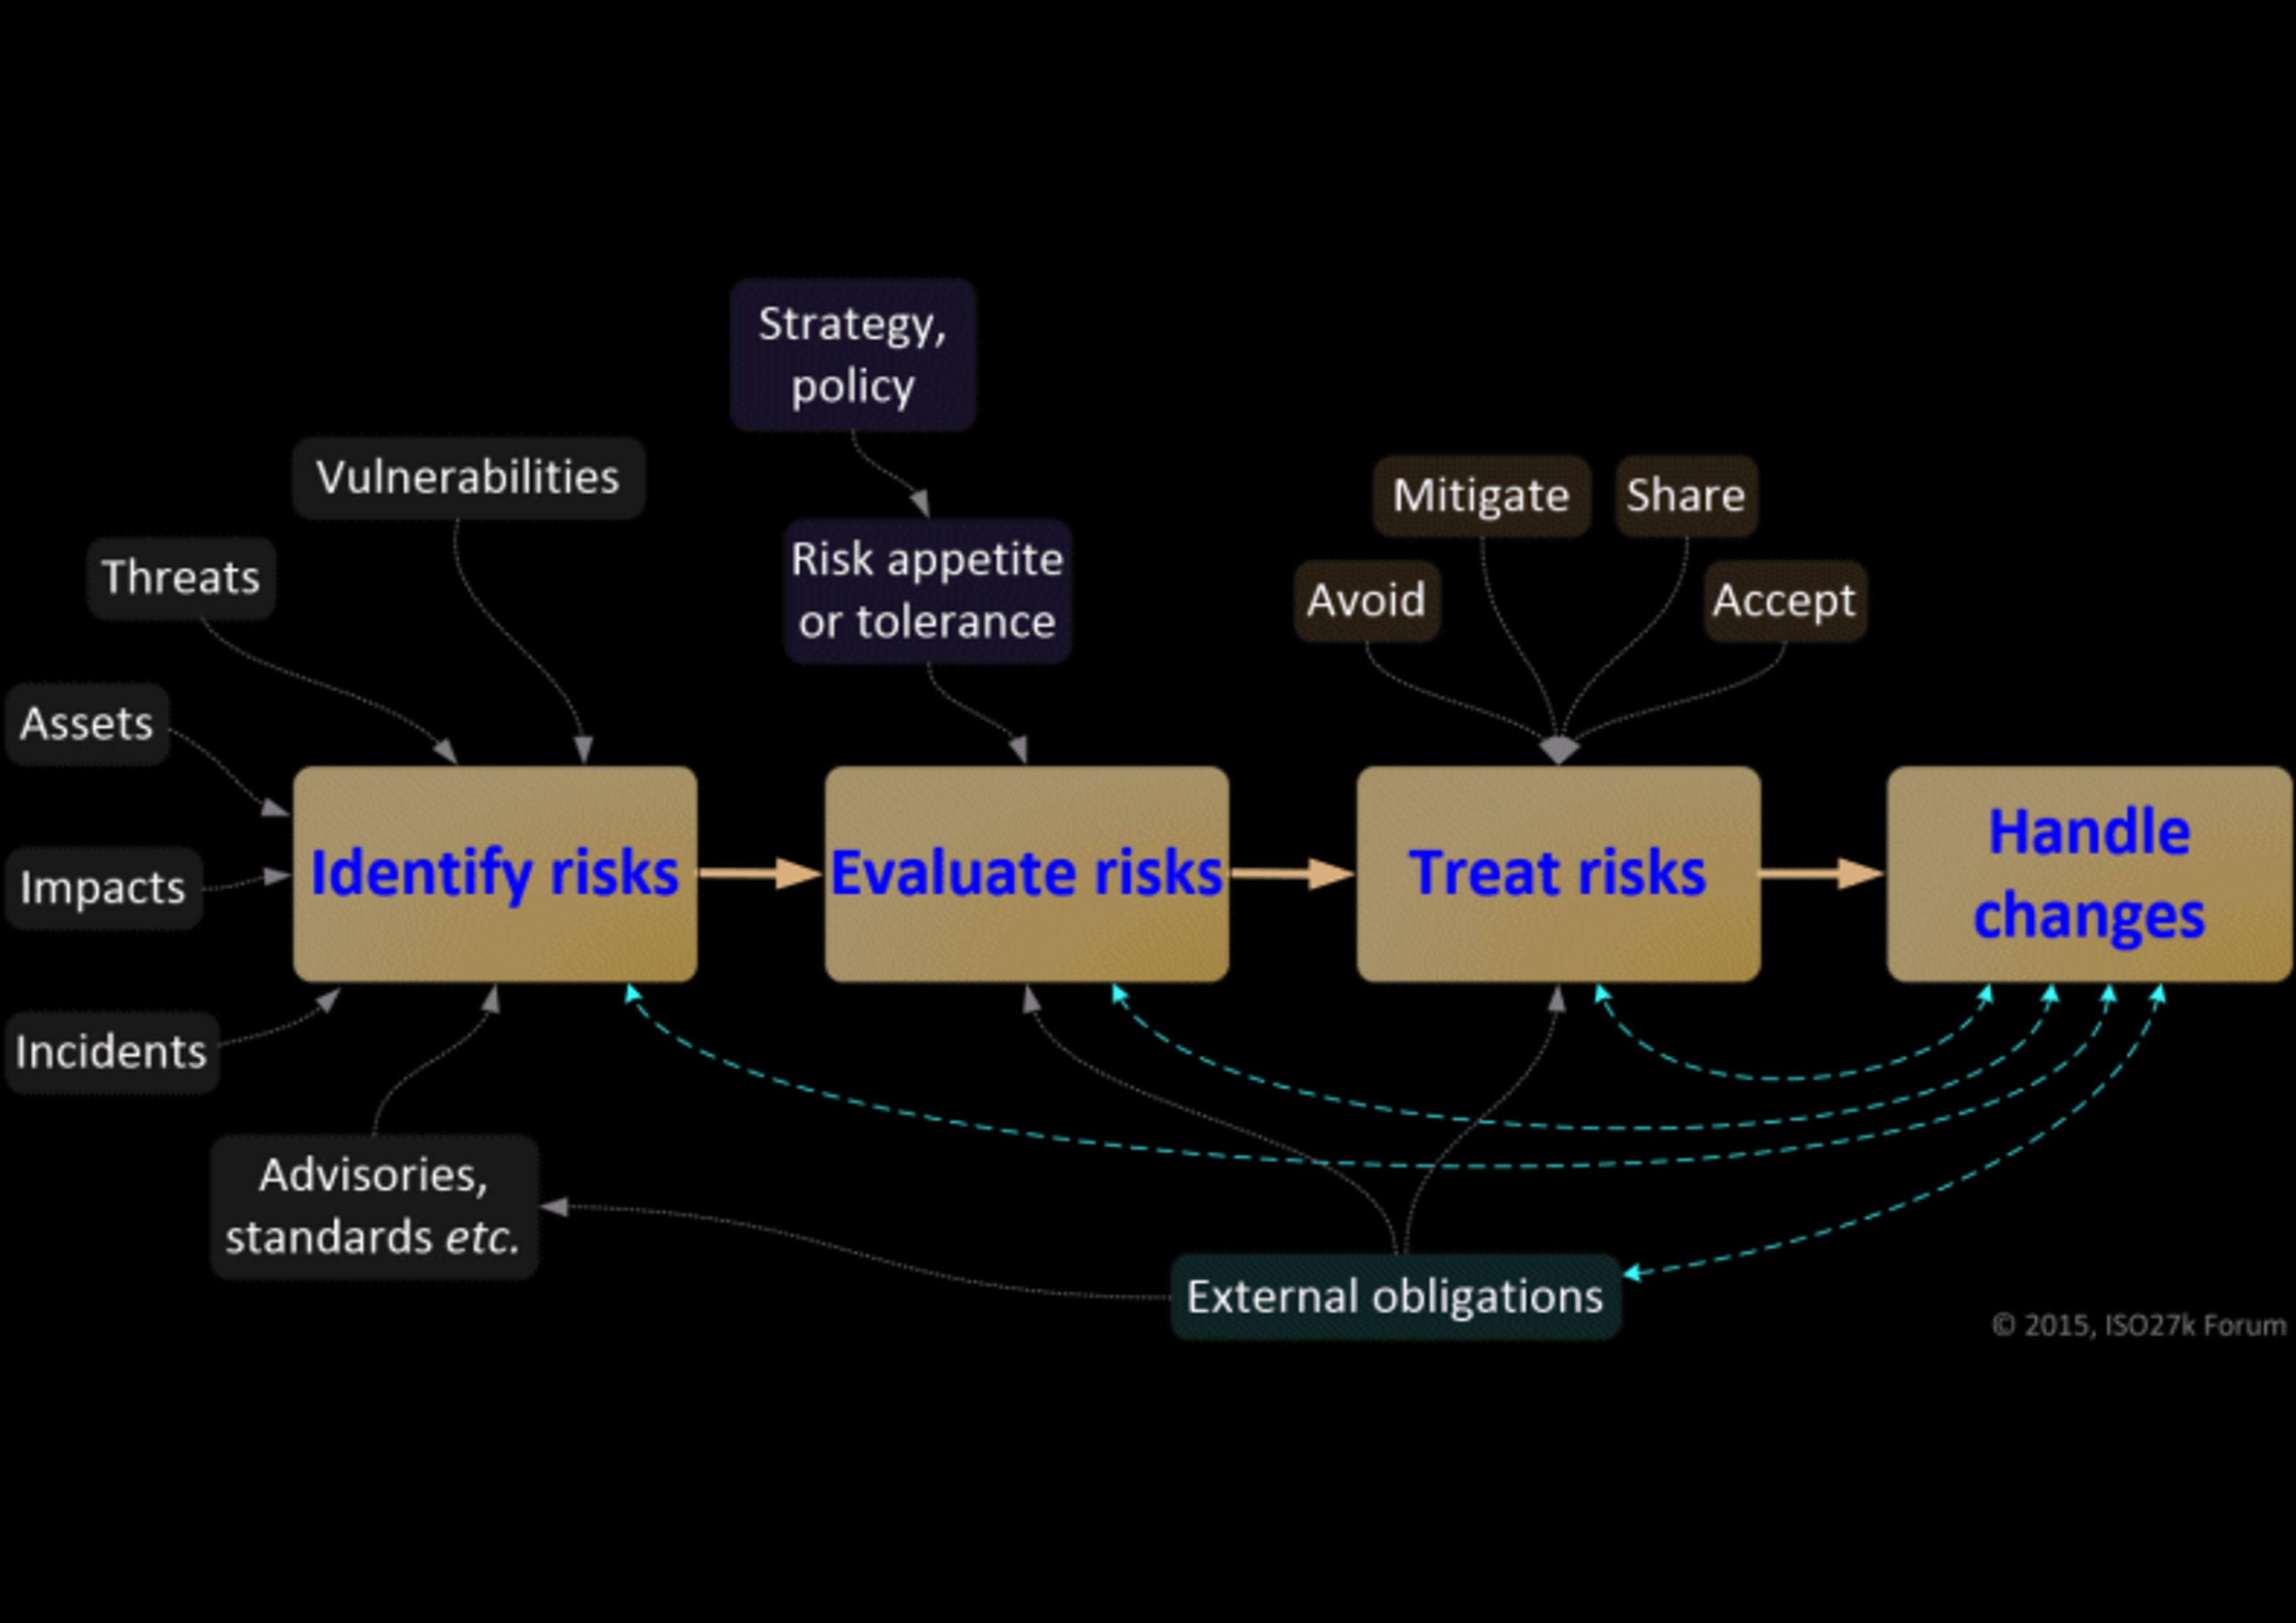 Strategy,
policy
Vulnerabilities
Mitigate
Share
Threats
Risk appetite
or tolerance
Avoid
Accept
Assets
Impacts
Identify risks
Evaluate risks
Treat risks
Handle
changes
Incidents
Advisories,
standards etc.
External obligations
© 2015, ISO27k Forum